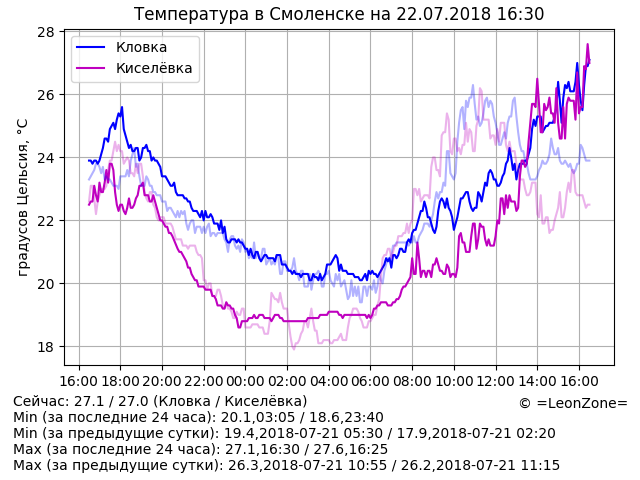 Температура в Смоленске на 22.07.2018 16:30
28
26
24
22
20
18
градусов Цельсия, °C
Кловка
Киселёвка
16:00 18:00 20:00 22:00 00:00 02:00 04:00 06:00 08:00 10:00 12:00 14:00 16:00
Сейчас: 27.1 / 27.0 (Кловка / Киселёвка)
© =LeonZone=
Min (за последние 24 часа): 20.1,03:05 / 18.6,23:40
Min (за предыдущие сутки): 19.4,2018-07-21 05:30 / 17.9,2018-07-21 02:20
Max (за последние 24 часа): 27.1,16:30 / 27.6,16:25
Max (за предыдущие сутки): 26.3,2018-07-21 10:55 / 26.2,2018-07-21 11:15